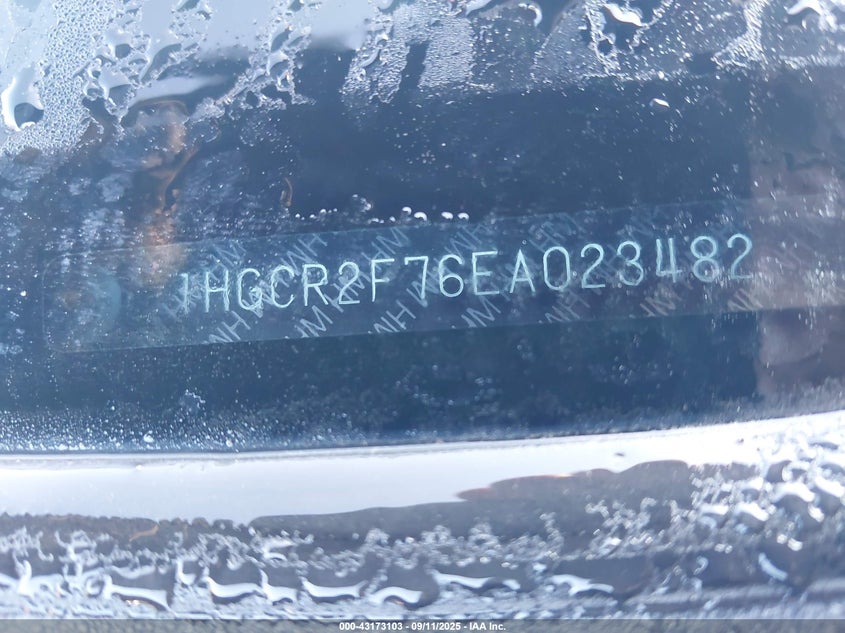 1HGCR2F76EA023482
000-43173103 - 09/11/2025 - IAA Inc.